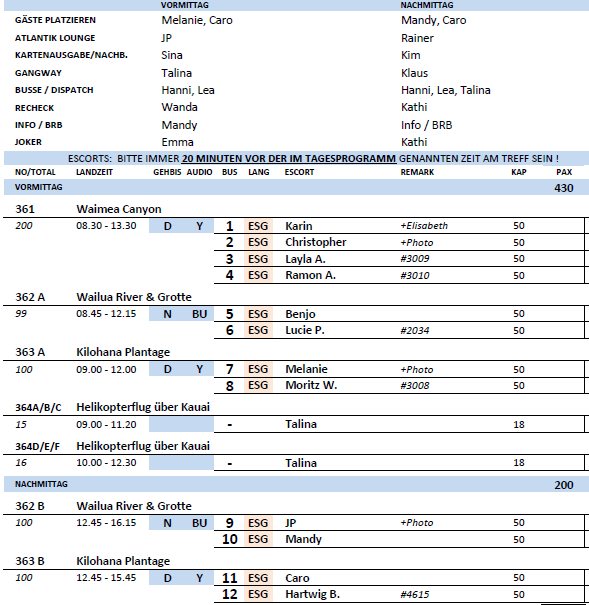 VORMITTAG NACHMITTAG
GÄSTE PLATZIEREN Melanie, Caro Mandy, Caro
ATLANTIK LOUNGE JP Rainer
KARTENAUSGABE/NACHB. Sina Kim
GANGWAY Talina Klaus
BUSSE / DISPATCH Hanni, Lea Hanni, Lea, Talina
RECHECK Wanda Kathi
INFO / BRB Mandy Info / BRB
JOKER Emma Kathi
ESCORTS: BITTE IMMER 20 MINUTEN VOR DER IM TAGESPROGRAMM GENANNTEN ZEIT AM TREFF SEIN !
NO/TOTAL LANDZEIT GEHBIS AUDIO BUS LANG ESCORT REMARK KAP PAX
VORMITTAG 430
361 Waimea Canyon
200 08.30 - 13.30 D Y 1 ESG Karin +Elisabeth 50
2 ESG Christopher +Photo 50
3 ESG Layla A. #3009 50
4 ESG Ramon A. #3010 50
362 A Wailua River & Grotte
99 08.45 - 12.15 N BU 5 ESG Benjo 50
6 ESG Lucie P. #2034 50
363 A Kilohana Plantage
100 09.00 - 12.00 D Y 7 ESG Melanie +Photo 50
8 ESG Moritz W. #3008 50
364A/B/C Helikopterflug über Kauai
15 09.00 - 11.20 - Talina 18
364D/E/F Helikopterflug über Kauai
16 10.00 - 12.30 - Talina 18
NACHMITTAG 200
362 B Wailua River & Grotte
100 12.45 - 16.15 N BU 9 ESG JP +Photo 50
10 ESG Mandy 50
363 B Kilohana Plantage
100 12.45 - 15.45 D Y 11 ESG Caro 50
12 ESG Hartwig B. #4615 50